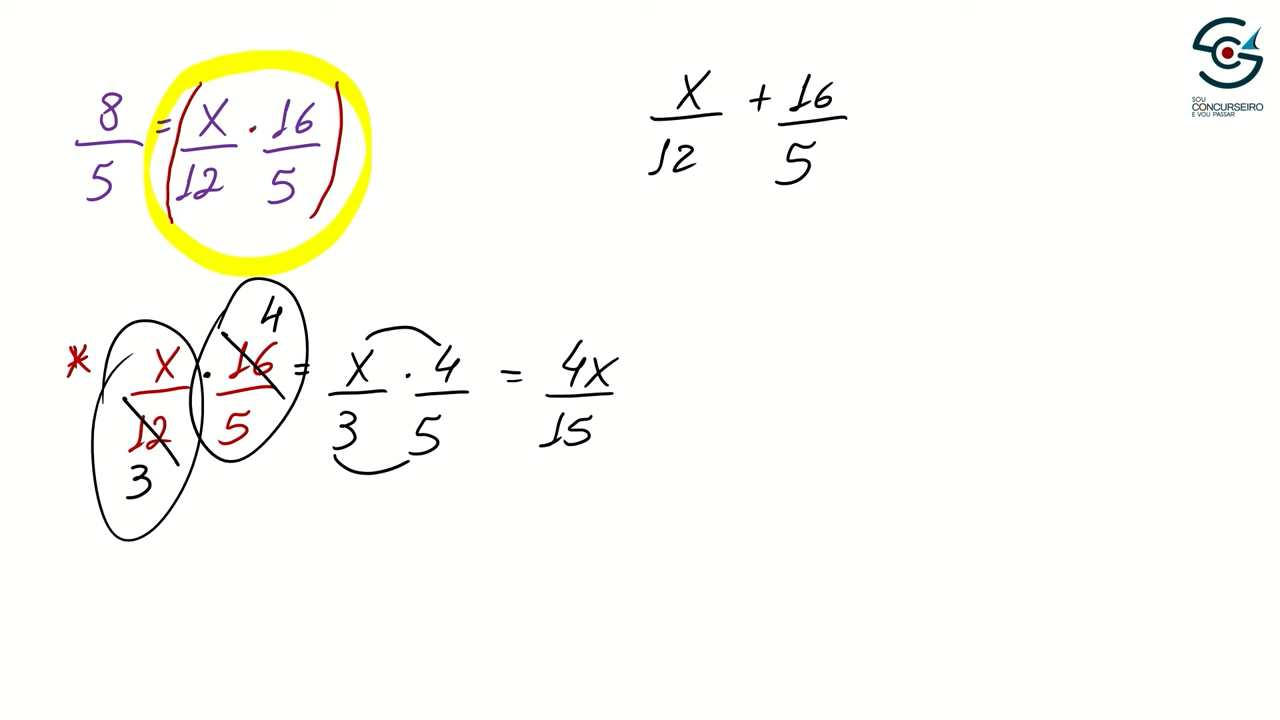 8/5 = (x/12 · 16/5)
x/12 + 16/5
SOU
CONCURSEIRO
E VOU PASSAR
4
* x/12 · 16/5 = x/3 · 4/5 = 4x/15
3